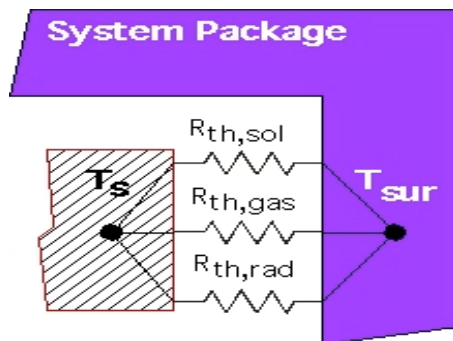 System Package
Rth,sol
Ts
Rth,gas
Tsur
Rth,rad